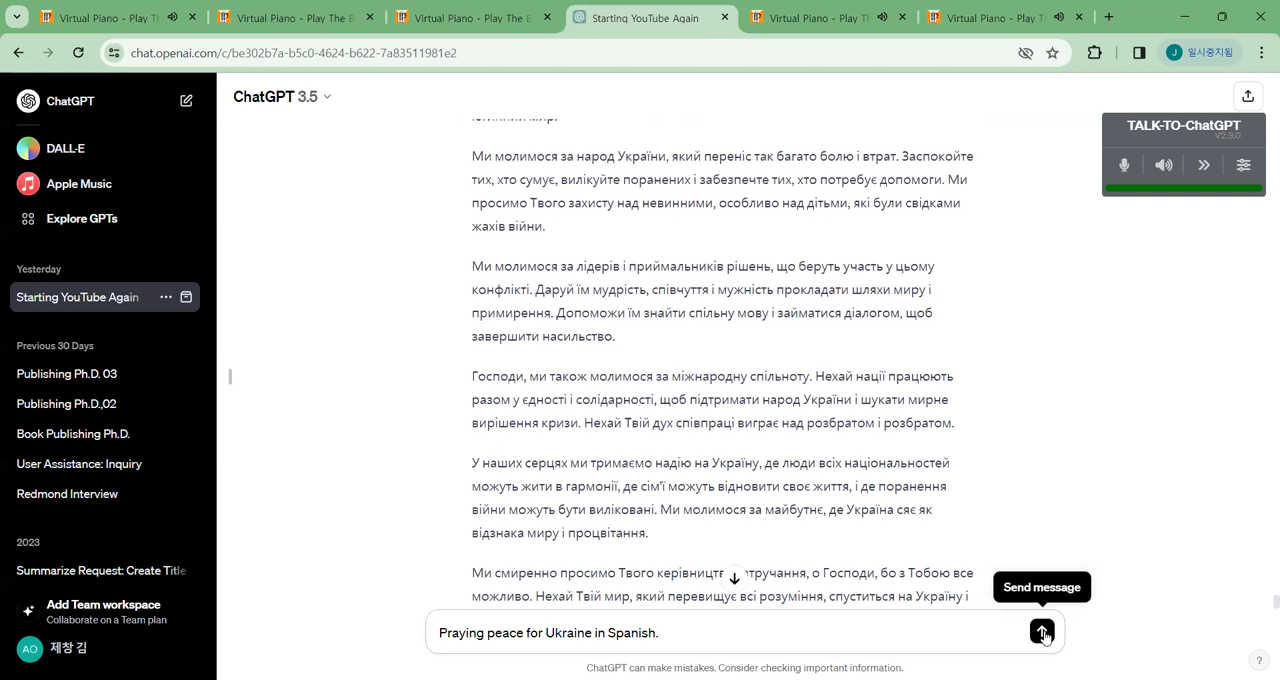 Virtual Piano - Play Th
Virtual Piano - Play The B
Virtual Piano - Play The B
Starting YouTube Again
Virtual Piano - Play Th
Virtual Piano - Play Th
chat.openai.com/c/be302b7a-b5c0-4624-b622-7a83511981e2
J 일시중지됨
ChatGPT
DALL·E
Apple Music
Explore GPTs
Yesterday
Starting YouTube Again
Previous 30 Days
Publishing Ph.D. 03
Publishing Ph.D.,02
Book Publishing Ph.D.
User Assistance: Inquiry
Redmond Interview
2023
Summarize Request: Create Title
Add Team workspace
Collaborate on a Team plan
AO 제창 김
ChatGPT 3.5
TALK-TO-ChatGPT
V2.9.0
Ми молимося за народ України, який переніс так багато болю і втрат. Заспокойте
тих, хто сумує, вилікуйте поранених і забезпечте тих, хто потребує допомоги. Ми
просимо Твого захисту над невинними, особливо над дітьми, які були свідками
жахів війни.
Ми молимося за лідерів і приймальників рішень, що беруть участь у цьому
конфлікті. Даруй їм мудрість, співчуття і мужність прокладати шляхи миру і
примирення. Допоможи їм знайти спільну мову і займатися діалогом, щоб
завершити насильство.
Господи, ми також молимося за міжнародну спільноту. Нехай нації працюють
разом у єдності і солідарності, щоб підтримати народ України і шукати мирне
вирішення кризи. Нехай Твій дух співпраці виграє над розбратом і розбратом.
У наших серцях ми тримаємо надію на Україну, де люди всіх національностей
можуть жити в гармонії, де сім'ї можуть відновити своє життя, і де поранення
війни можуть бути виліковані. Ми молимося за майбутнє, де Україна сяє як
відзнака миру і процвітання.
Ми смиренно просимо Твого керівництв тручання, о Господи, бо з Тобою все
можливо. Нехай Твій мир, який перевищує всі розуміння, спуститься на Україну і
Send message
Praying peace for Ukraine in Spanish.
ChatGPT can make mistakes. Consider checking important information.
?